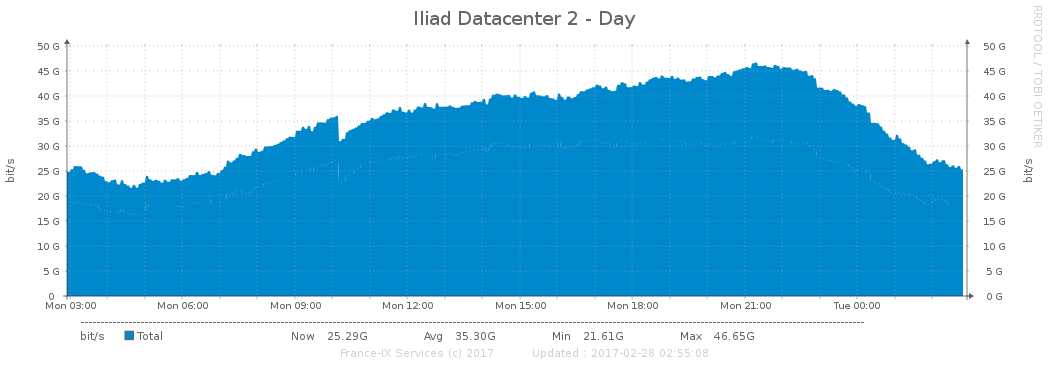 Iliad Datacenter 2 - Day
RRDTOOL / TOBI OETIKER
50 G 50 G
45 G 45 G
40 G 40 G
35 G 35 G
30 G 30 G
25 G 25 G
20 G 20 G
15 G 15 G
10 G 10 G
5 G 5 G
0 0 G
bit/s bit/s
Mon 03:00 Mon 06:00 Mon 09:00 Mon 12:00 Mon 15:00 Mon 18:00 Mon 21:00 Tue 00:00
bit/s Total Now 25.29G Avg 35.30G Min 21.61G Max 46.65G
France-IX Services (c) 2017 Updated : 2017-02-28 02:55:08